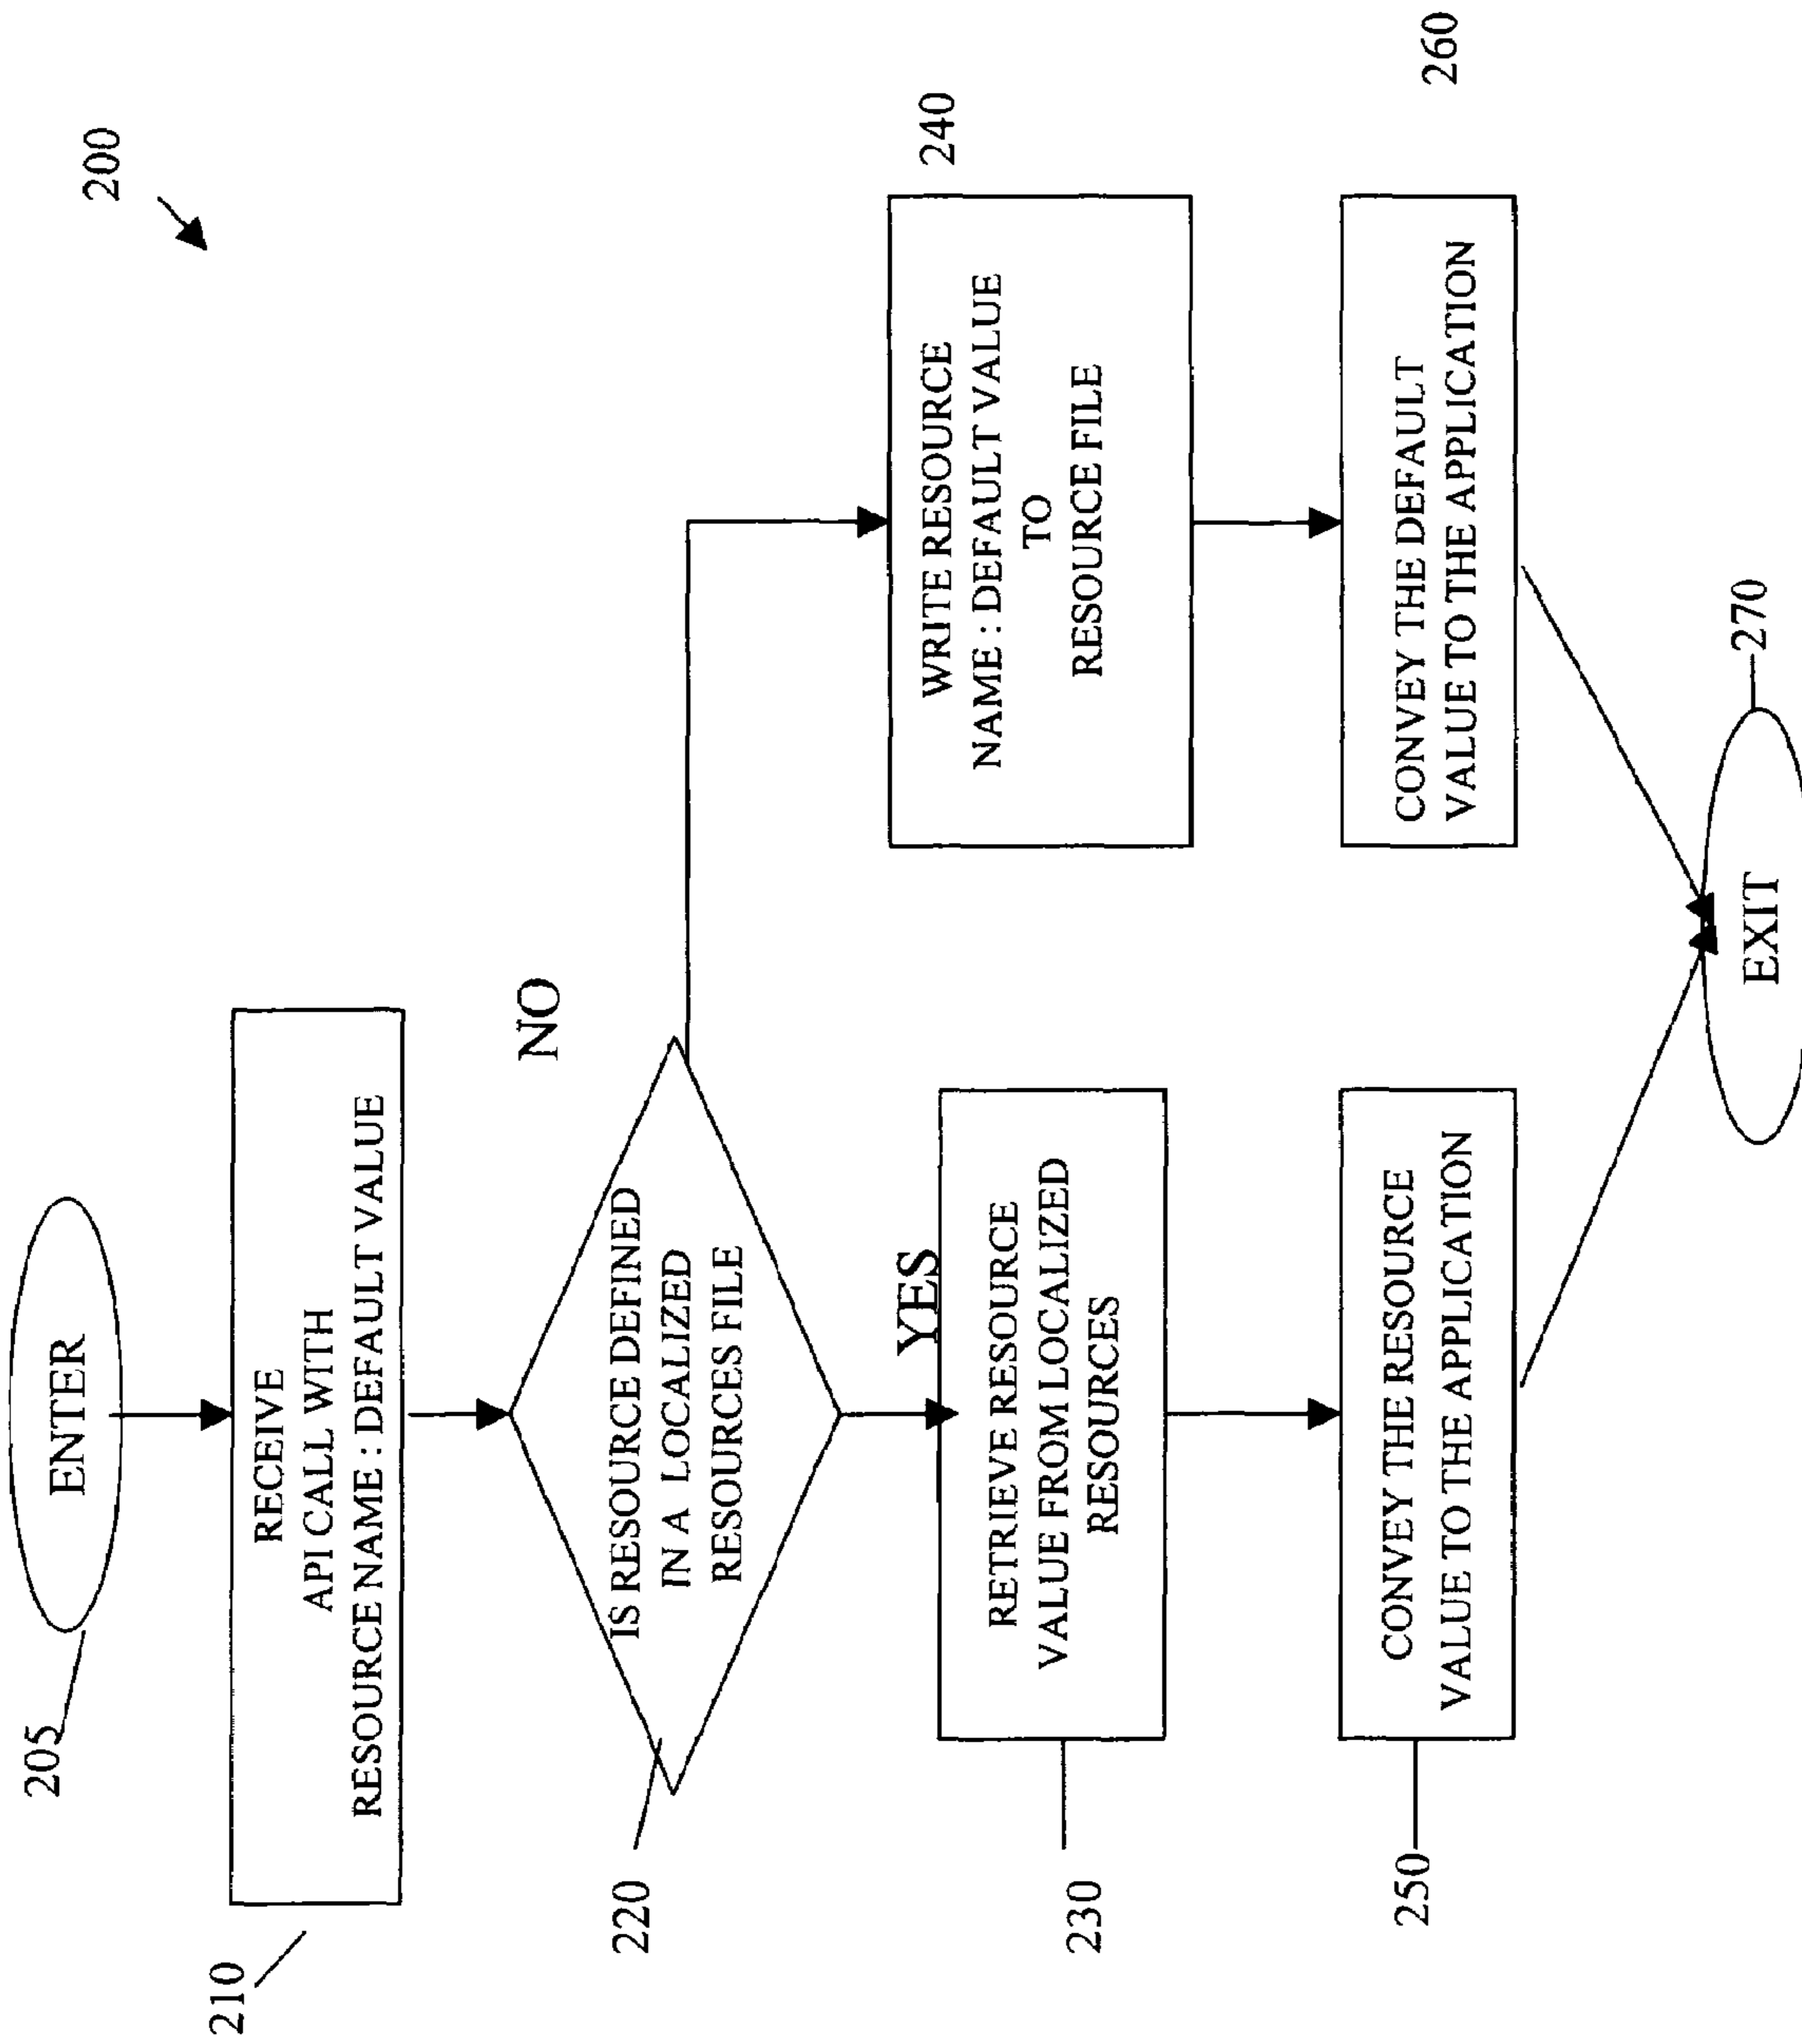 200
205
ENTER
210
RECEIVE
API CALL WITH
RESOURCE NAME : DEFAULT VALUE
220
IS RESOURCE DEFINED
IN A LOCALIZED
RESOURCES FILE
NO
YES
230
RETRIEVE RESOURCE
VALUE FROM LOCALIZED
RESOURCES
WRITE RESOURCE
NAME : DEFAULT VALUE
TO
RESOURCE FILE
240
250
CONVEY THE RESOURCE
VALUE TO THE APPLICATION
CONVEY THE DEFAULT
VALUE TO THE APPLICATION
260
EXIT
270